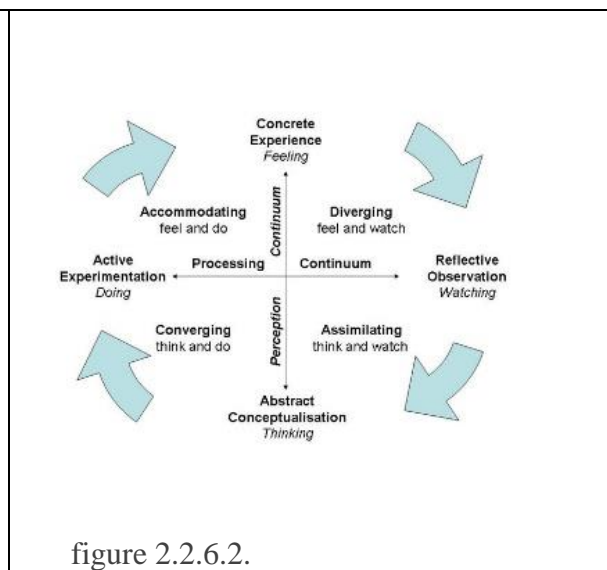 Concrete
Experience
Feeling
Accommodating
feel and do
Continuum
Diverging
feel and watch
Active
Experimentation
Doing
Processing
Continuum
Reflective
Observation
Watching
Converging
think and do
Perception
Assimilating
think and watch
Abstract
Conceptualisation
Thinking
figure 2.2.6.2.